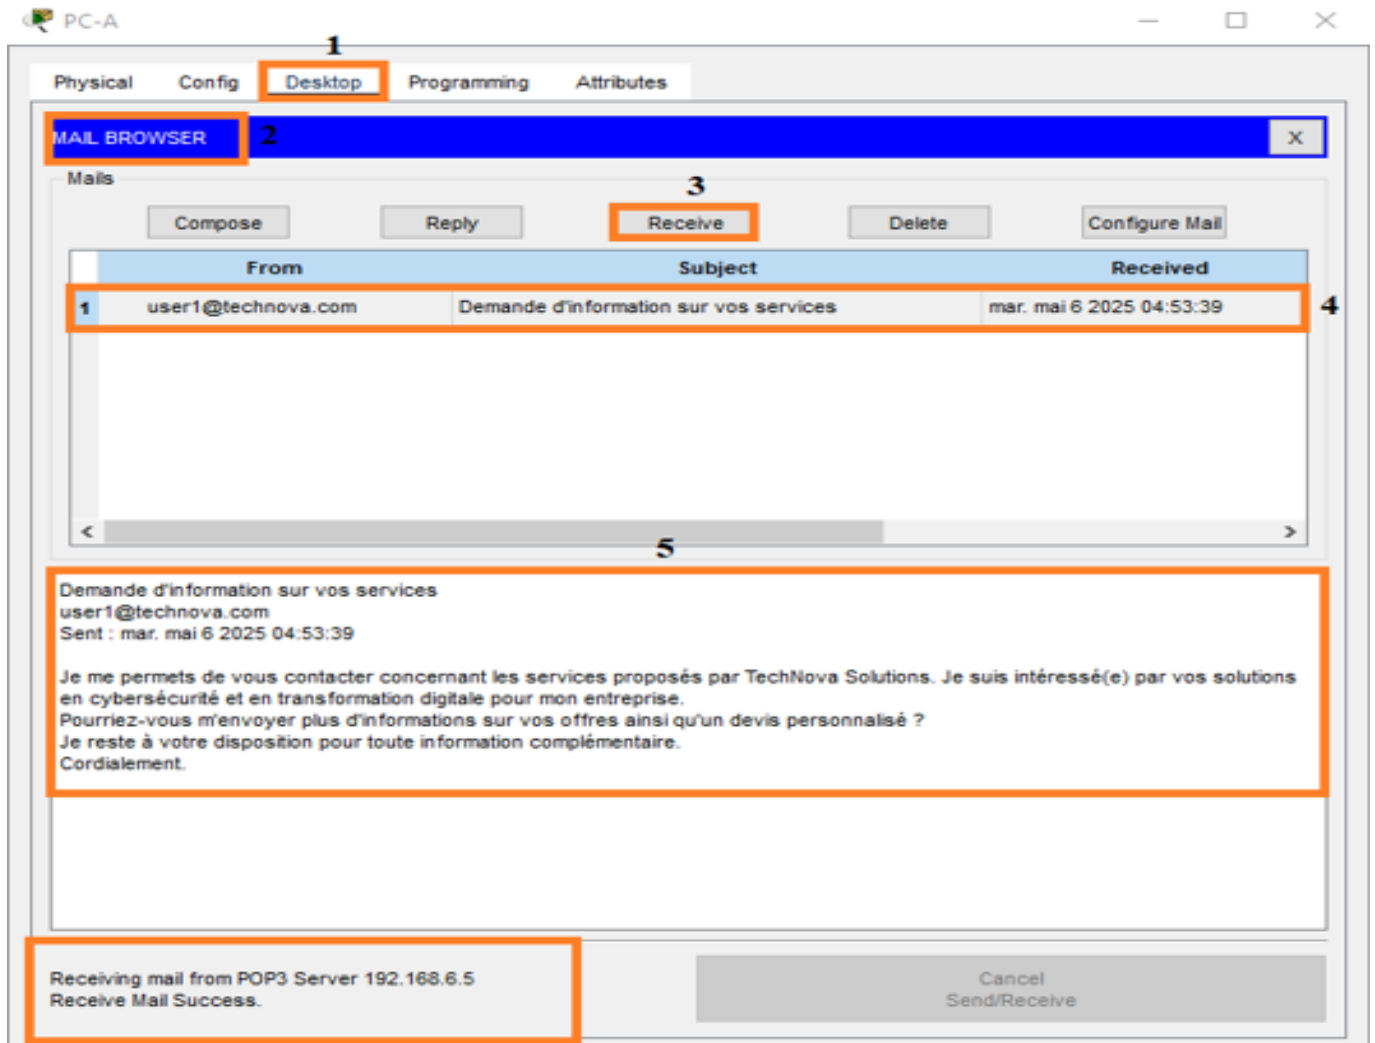 PC-A
1
Physical Config Desktop Programming Attributes
MAIL BROWSER 2 X
Mails
3
Compose Reply Receive Delete Configure Mail
From Subject Received
1 user1@technova.com Demande d'information sur vos services mar. mai 6 2025 04:53:39 4
5
Demande d'information sur vos services
user1@technova.com
Sent : mar. mai 6 2025 04:53:39
Je me permets de vous contacter concernant les services proposés par TechNova Solutions. Je suis intéressé(e) par vos solutions
en cybersécurité et en transformation digitale pour mon entreprise.
Pourriez-vous m'envoyer plus d'informations sur vos offres ainsi qu'un devis personnalisé ?
Je reste à votre disposition pour toute information complémentaire.
Cordialement.
Receiving mail from POP3 Server 192.168.6.5
Receive Mail Success.
Cancel
Send/Receive